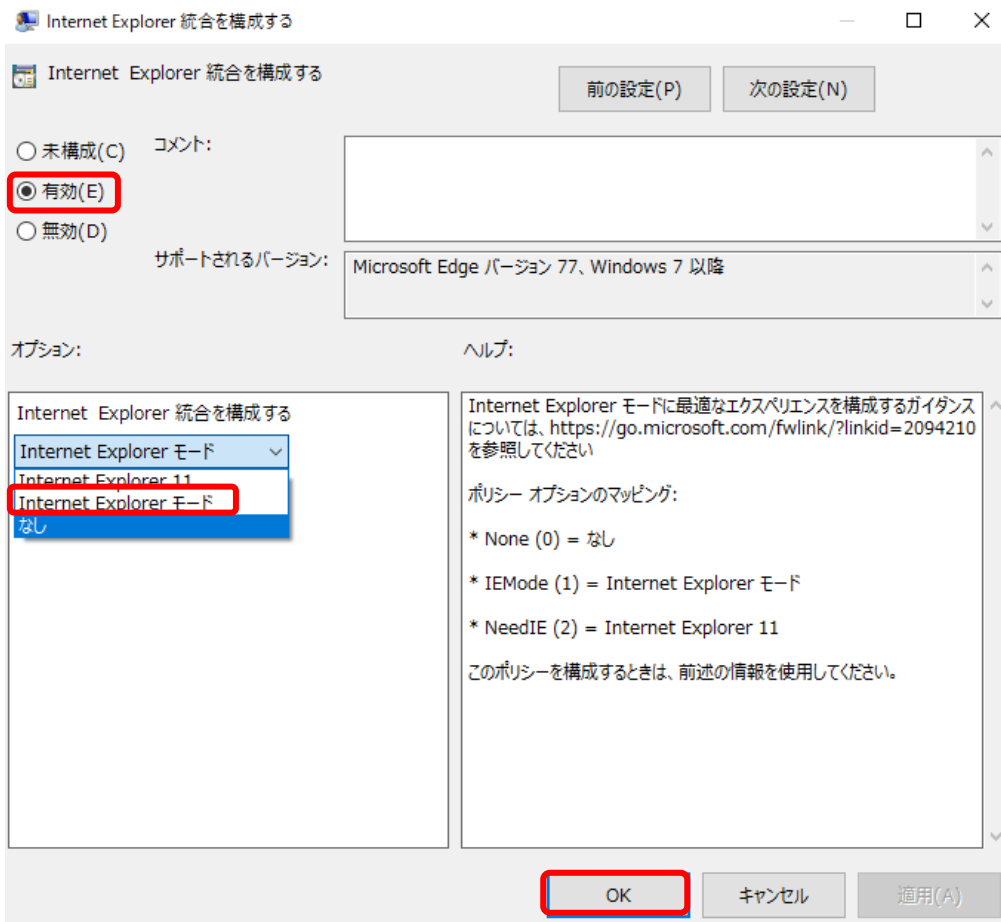 Internet Explorer 統合を構成する
Internet Explorer 統合を構成する
前の設定(P)
次の設定(N)
未構成(C)
コメント:
有効(E)
無効(D)
サポートされるバージョン:
Microsoft Edge バージョン 77、Windows 7 以降
オプション:
ヘルプ:
Internet Explorer 統合を構成する
Internet Explorer モード
Internet Explorer 11
Internet Explorer モード
なし
Internet Explorer モードに最適なエクスペリエンスを構成するガイダンス
については、https://go.microsoft.com/fwlink/?linkid=2094210
を参照してください
ポリシー オプションのマッピング:
* None (0) = なし
* IEMode (1) = Internet Explorer モード
* NeedIE (2) = Internet Explorer 11
このポリシーを構成するときは、前述の情報を使用してください。
OK
キャンセル
適用(A)